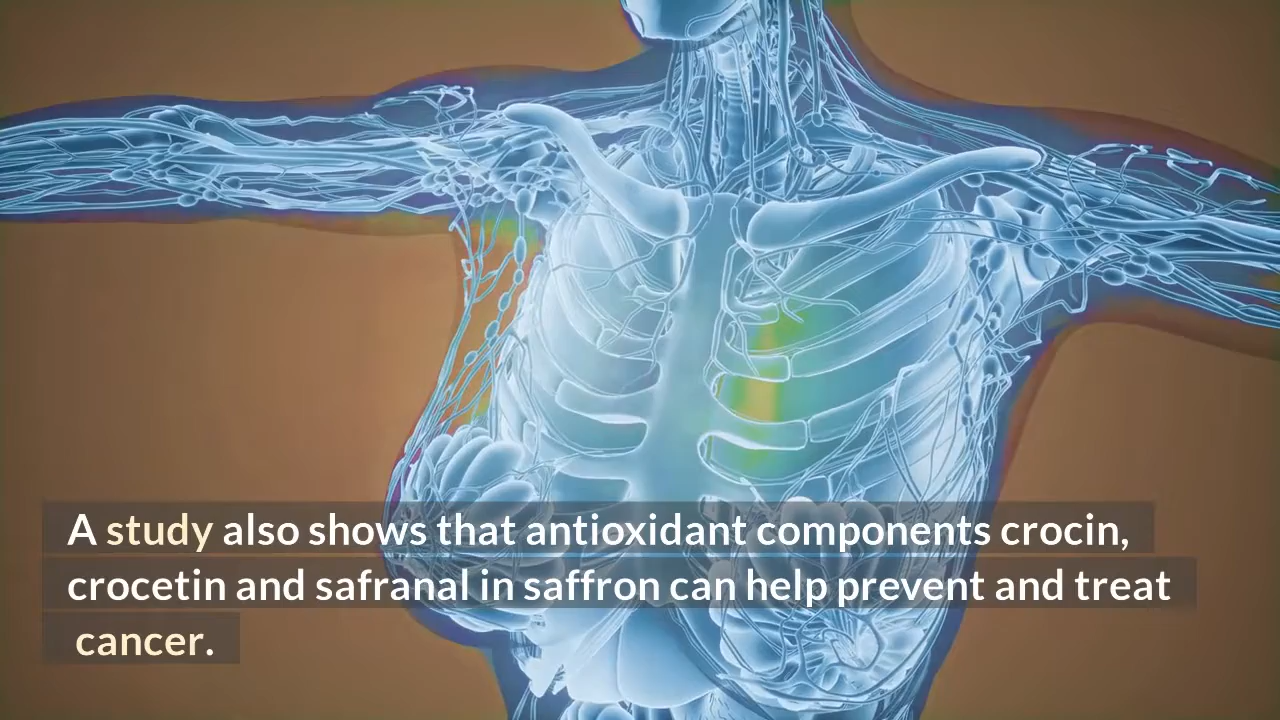 A study also shows that antioxidant components crocin,
crocetin and safranal in saffron can help prevent and treat
cancer.